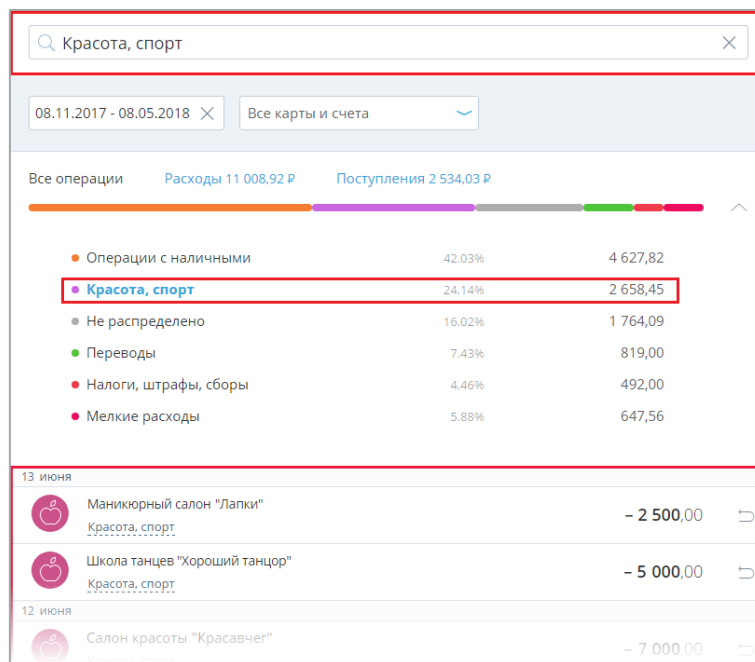 Красота, спорт
08.11.2017 - 08.05.2018 Все карты и счета
Все операции Расходы 11 008,92 ₽ Поступления 2 534,03 ₽
Операции с наличными 42.03% 4 627,82
Красота, спорт 24.14% 2 658,45
Не распределено 16.02% 1 764,09
Переводы 7.43% 819,00
Налоги, штрафы, сборы 4.46% 492,00
Мелкие расходы 5.88% 647,56
13 июня
Маникюрный салон "Лапки"
Красота, спорт
– 2 500,00
Школа танцев "Хороший танцор"
Красота, спорт
– 5 000,00
12 июня
Салон красоты "Красавчег"
– 7 000,00